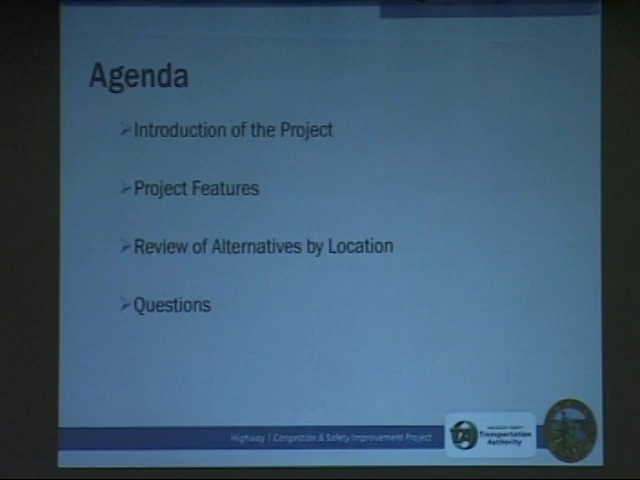 Agenda
➢Introduction of the Project
➢Project Features
➢Review of Alternatives by Location
➢Questions
Highway 1 Congestion & Safety Improvement Project
Transportation
Authority